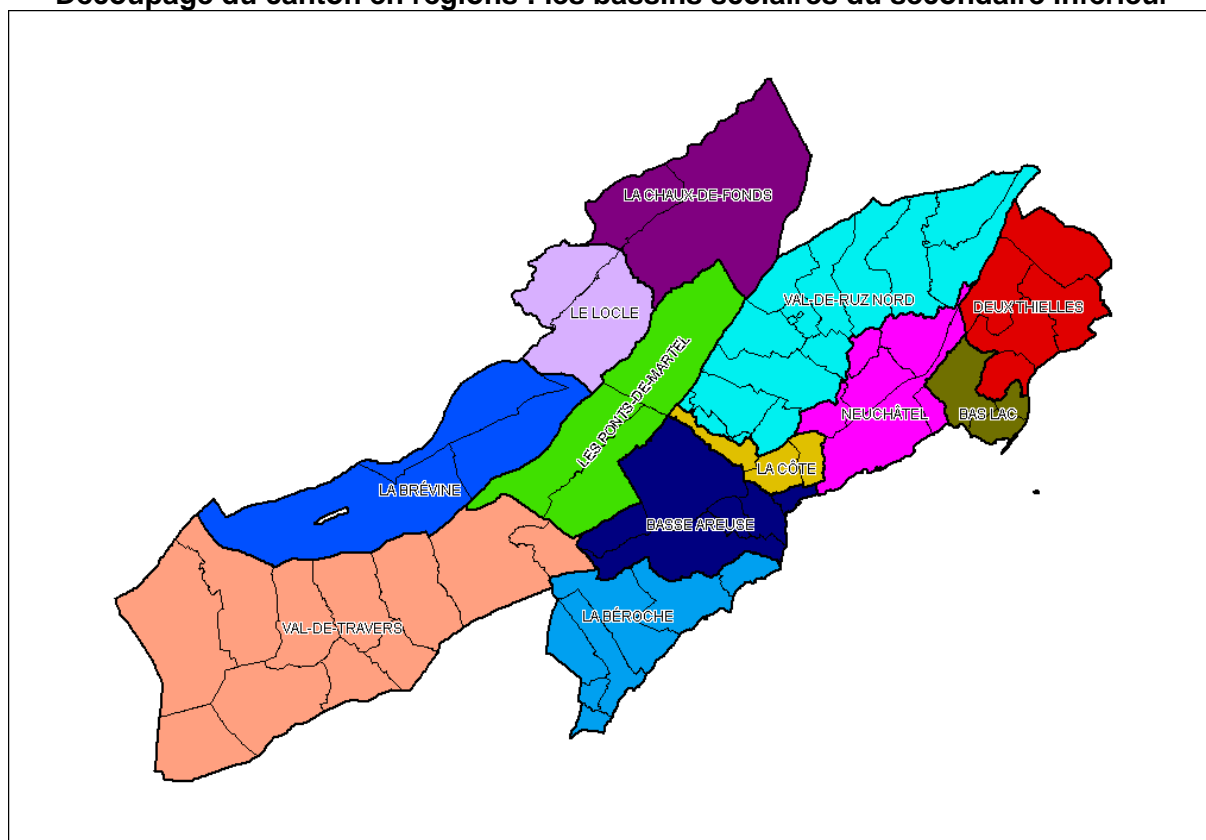 Découpage du canton en régions : les bassins scolaires du secondaire inférieur
LA CHAUX-DE-FONDS
VAL-DE-RUZ NORD
DEUX THIELLES
LE LOCLE
LES PONTS-DE-MARTEL
NEUCHÂTEL
BAS LAC
LA CÔTE
LA BRÉVINE
BASSE AREUSE
LA BÉROCHE
VAL-DE-TRAVERS